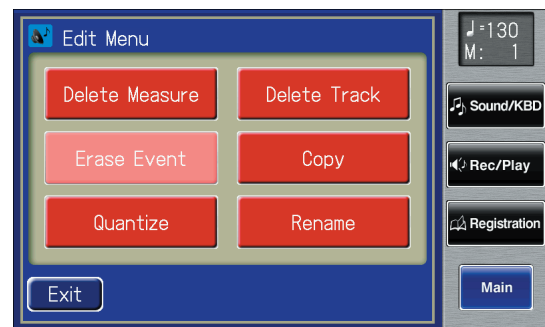 Edit Menu
Delete Measure
Delete Track
Erase Event
Copy
Quantize
Rename
Exit
♩=130
M: 1
Sound/KBD
Rec/Play
Registration
Main